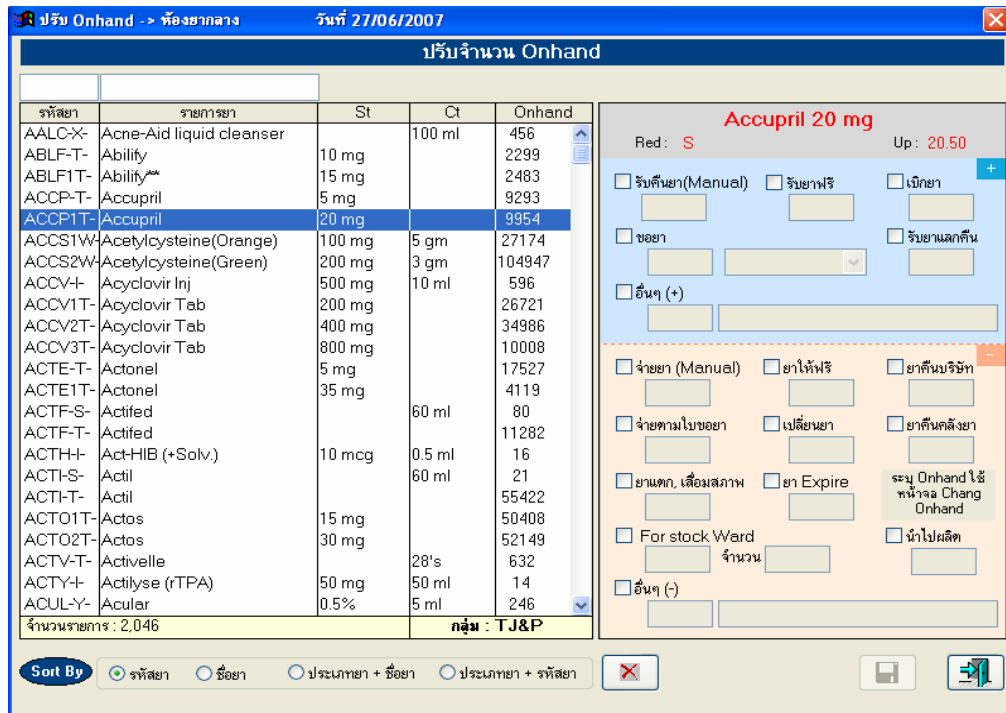 ปรับ Onhand -> ห้องยากลาง วันที่ 27/06/2007
ปรับจำนวน Onhand
รหัสยา รายการยา St Ct Onhand
AALC-X- Acne-Aid liquid cleanser 100 ml 456
ABLF-T- Abilify 10 mg 2299
ABLF1T- Abilify** 15 mg 2483
ACCP-T- Accupril 5 mg 9293
ACCP1T- Accupril 20 mg 9954
ACCS1W- Acetylcysteine(Orange) 100 mg 5 gm 27174
ACCS2W- Acetylcysteine(Green) 200 mg 3 gm 104947
ACCV-I- Acyclovir Inj 500 mg 10 ml 596
ACCV1T- Acyclovir Tab 200 mg 26721
ACCV2T- Acyclovir Tab 400 mg 34986
ACCV3T- Acyclovir Tab 800 mg 10008
ACTE-T- Actonel 5 mg 17527
ACTE1T- Actonel 35 mg 4119
ACTF-S- Actifed 60 ml 80
ACTF-T- Actifed 11282
ACTH-I- Act-HIB (+Solv.) 10 mcg 0.5 ml 16
ACTI-S- Actil 60 ml 21
ACTI-T- Actil 55422
ACTO1T- Actos 15 mg 50408
ACTO2T- Actos 30 mg 52149
ACTV-T- Activelle 28's 632
ACTY-I- Actilyse (rTPA) 50 mg 50 ml 14
ACUL-Y- Acular 0.5% 5 ml 246
จำนวนรายการ : 2,046 กลุ่ม : TJ&P
Accupril 20 mg
Red : S Up : 20.50
+
รับคืนยา(Manual) รับยาฟรี เบิกยา
ขอยา รับยาแลกคืน
อื่นๆ (+)
-
จ่ายยา (Manual) ยาให้ฟรี ยาคืนบริษัท
จ่ายตามใบขอยา เปลี่ยนยา ยาคืนคลังยา
ยาแตก, เสื่อมสภาพ ยา Expire ระบุ Onhand ใช้
หน้าจอ Chang
Onhand
For stock Ward นำไปผลิต
จำนวน
อื่นๆ (-)
Sort By รหัสยา ชื่อยา ประเภทยา + ชื่อยา ประเภทยา + รหัสยา